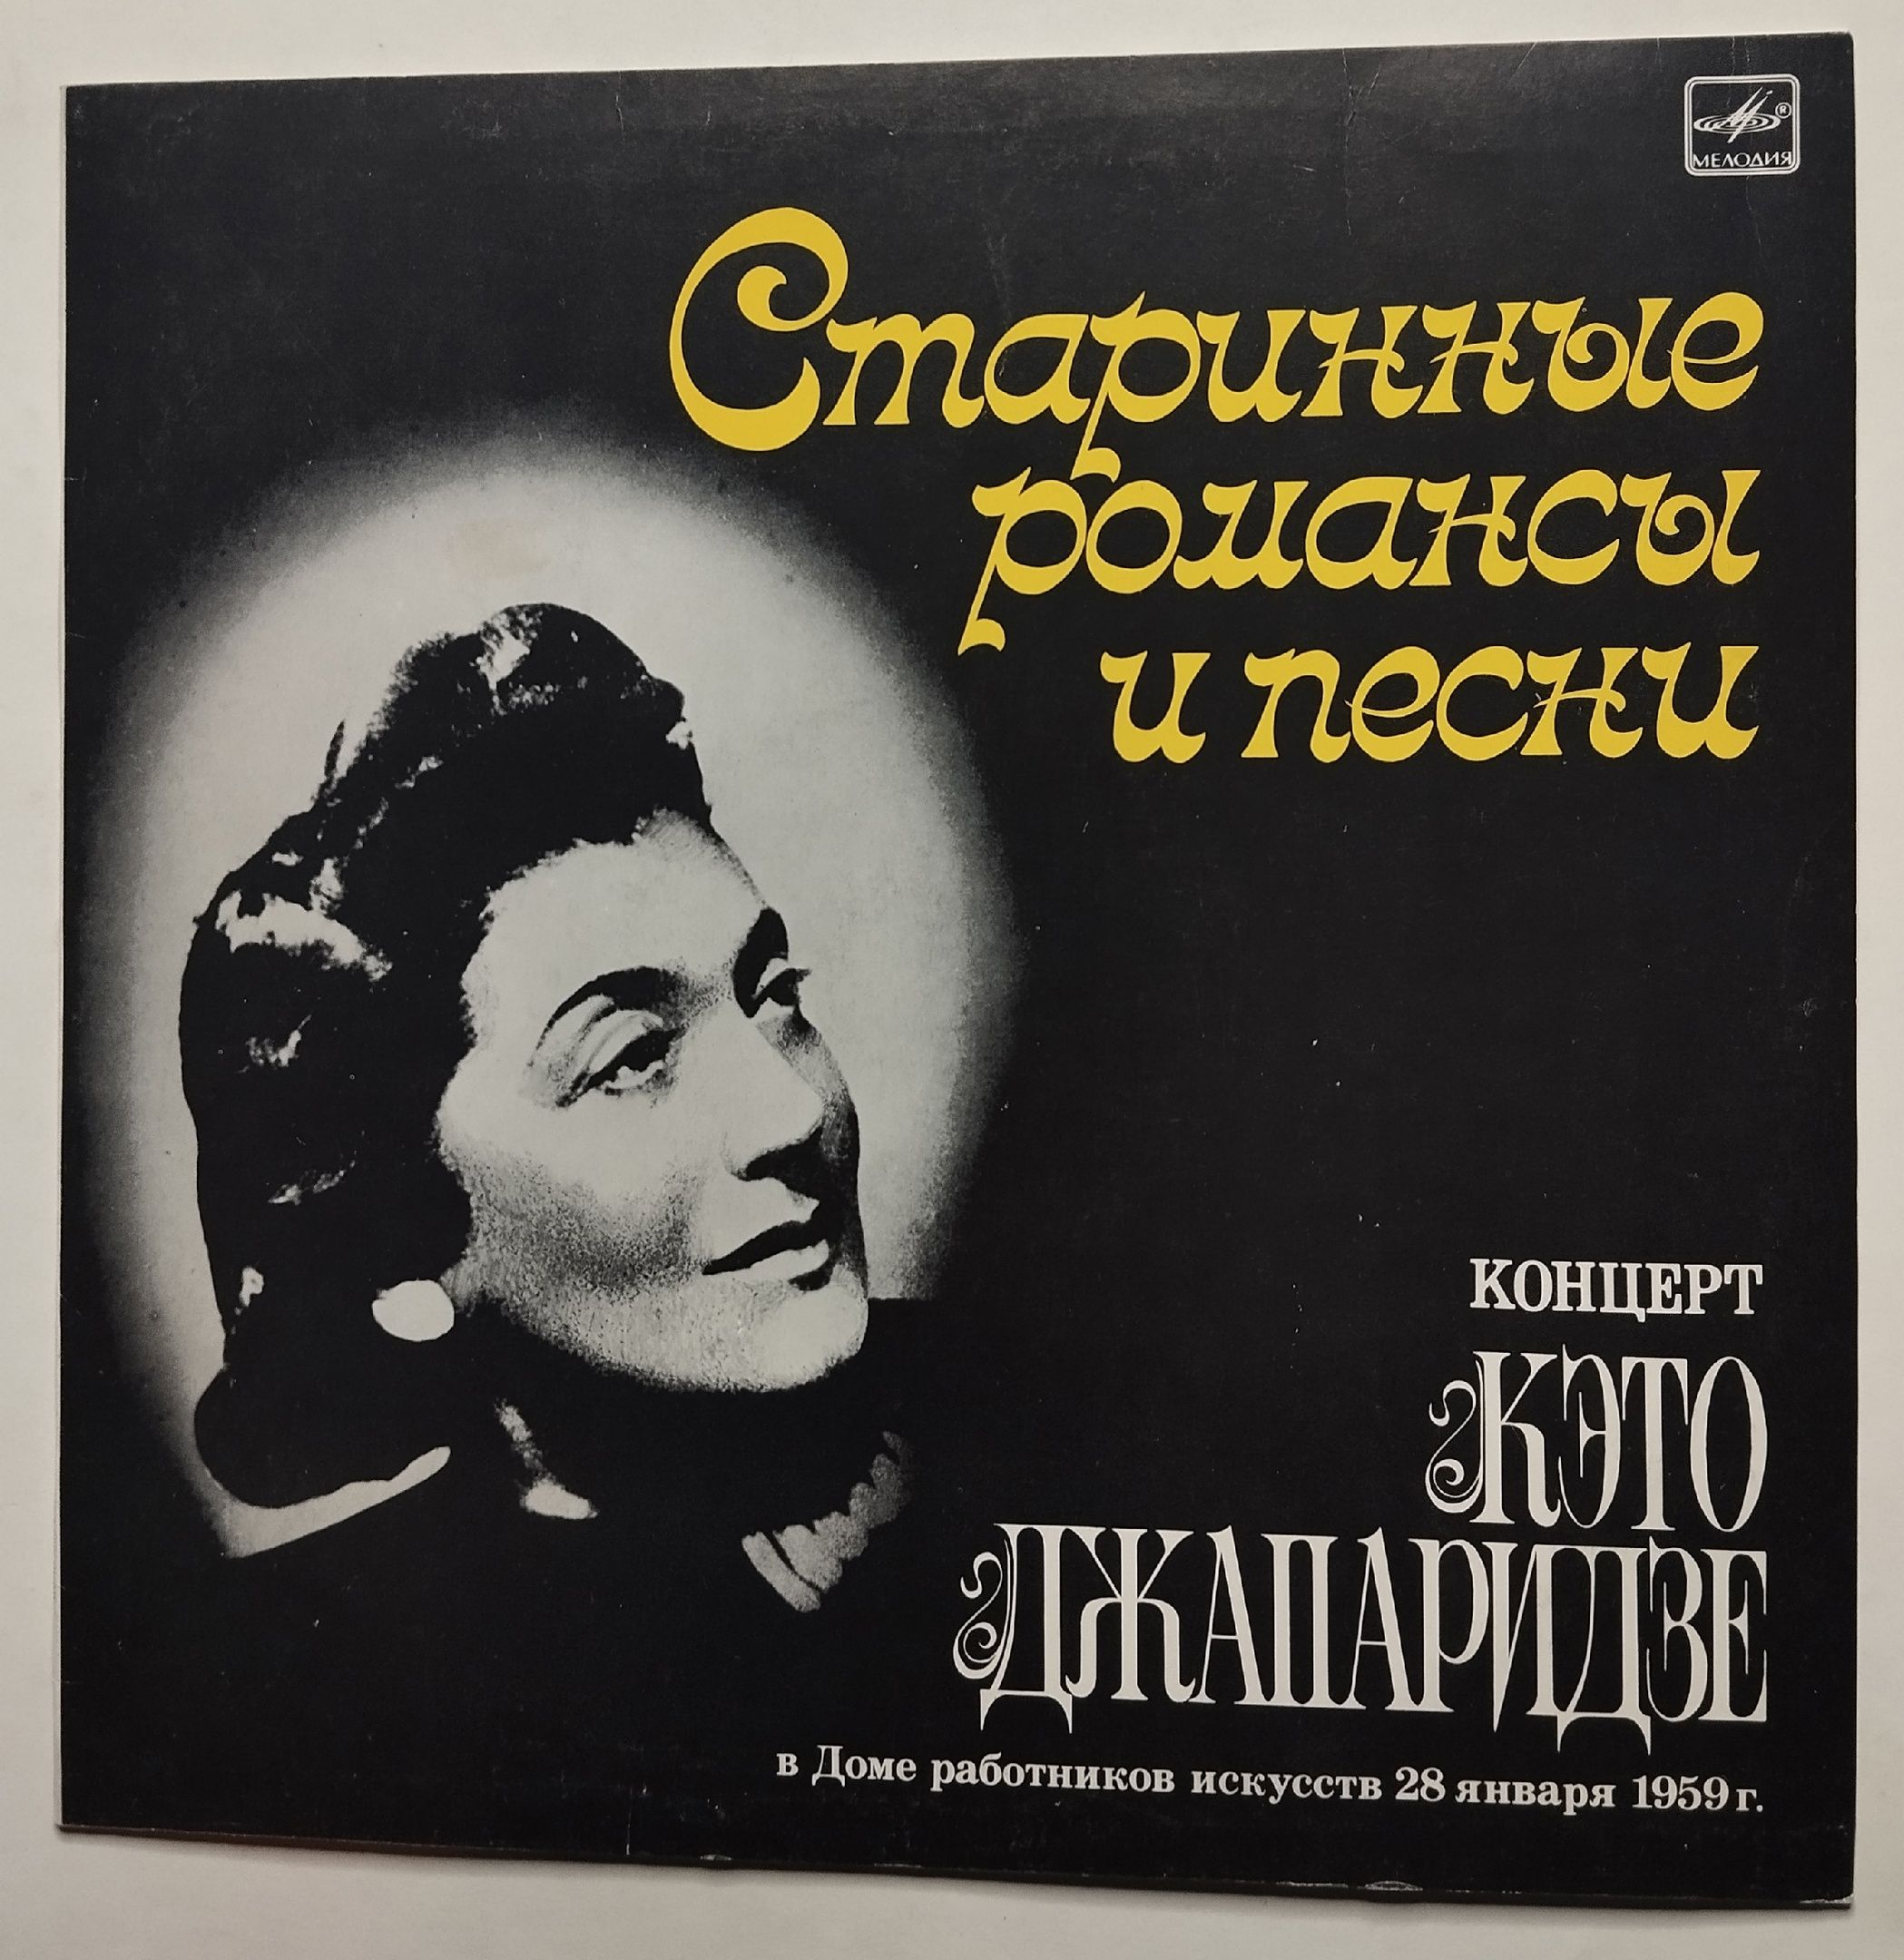 МЕЛОДИЯ
Старинные
романсы
и песни
КОНЦЕРТ
КЭТО
ДЖАПАРИДЗЕ
в Доме работников искусств 28 января 1959 г.